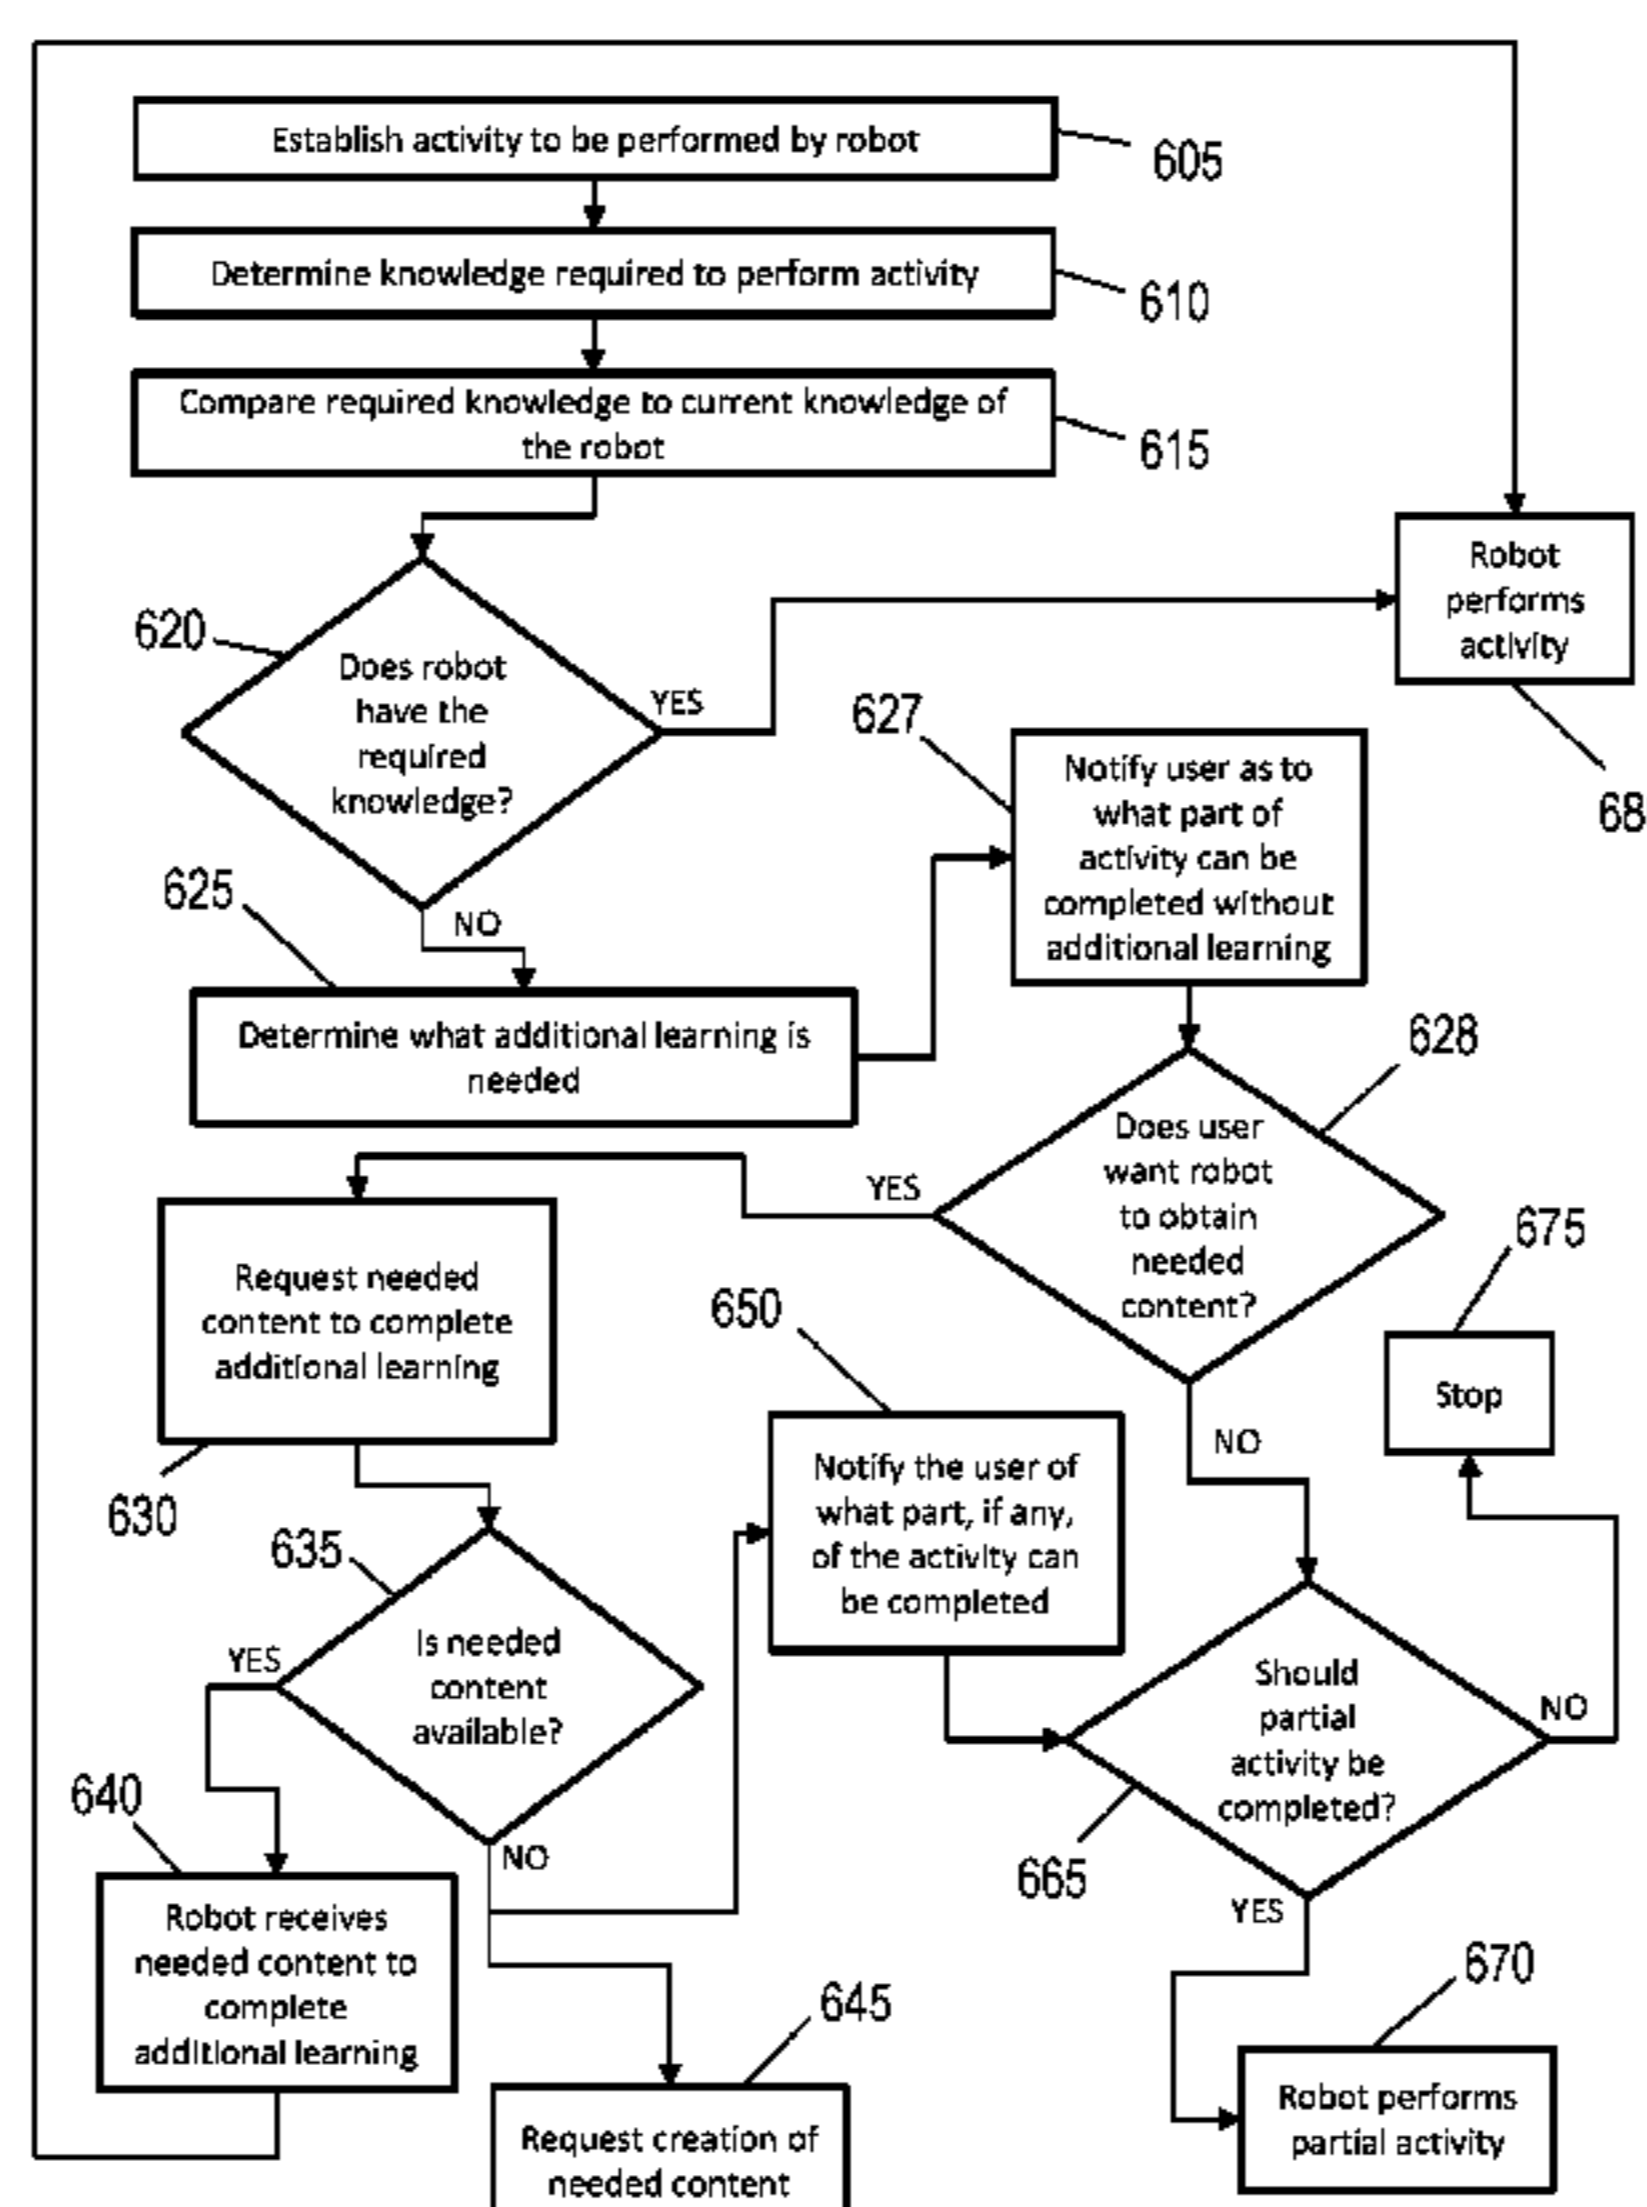 Establish activity to be performed by robot
605
Determine knowledge required to perform activity
610
Compare required knowledge to current knowledge of
the robot
615
Robot
performs
activity
68
620
Does robot
have the
required
knowledge?
YES
NO
627
Notify user as to
what part of
activity can be
completed without
additional learning
625
Determine what additional learning is
needed
628
Does user
want robot
to obtain
needed
content?
YES
NO
Request needed
content to complete
additional learning
630
675
Stop
650
Notify the user of
what part, if any,
of the activity can
be completed
635
Is needed
content
available?
YES
NO
Should
partial
activity be
completed?
NO
YES
665
640
Robot receives
needed content to
complete
additional learning
645
Request creation of
needed content
670
Robot performs
partial activity